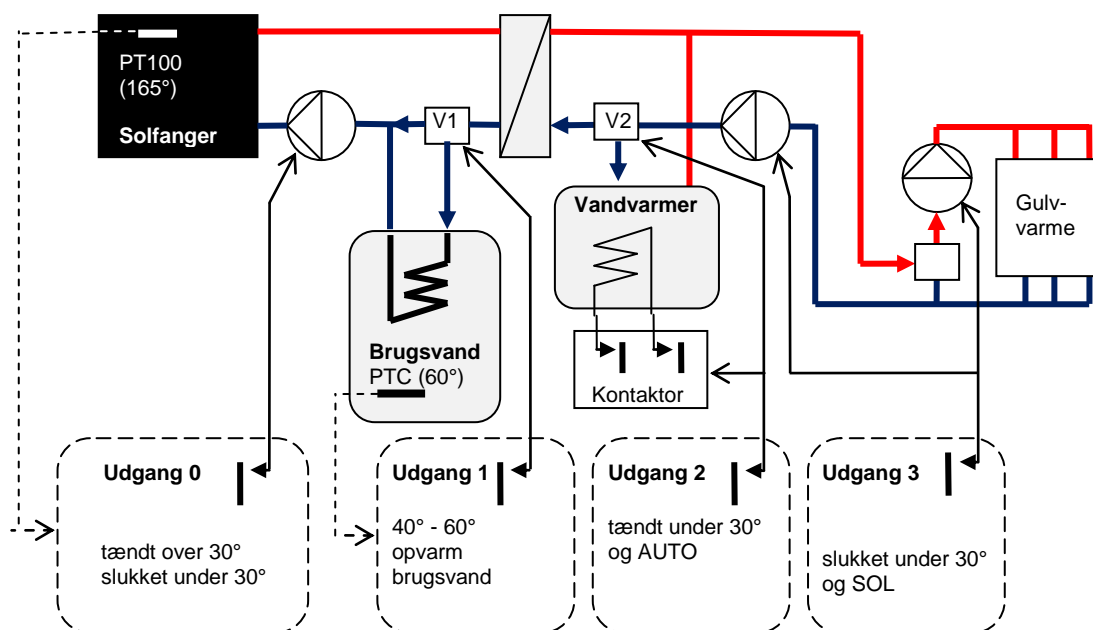 PT100
(165°)
Solfanger
V1
V2
Vandvarmer
Gulv-
varme
Brugsvand
PTC (60°)
Kontaktor
Udgang 0
tændt over 30°
slukket under 30°
Udgang 1
40° - 60°
opvarm
brugsvand
Udgang 2
tændt under 30°
og AUTO
Udgang 3
slukket under 30°
og SOL